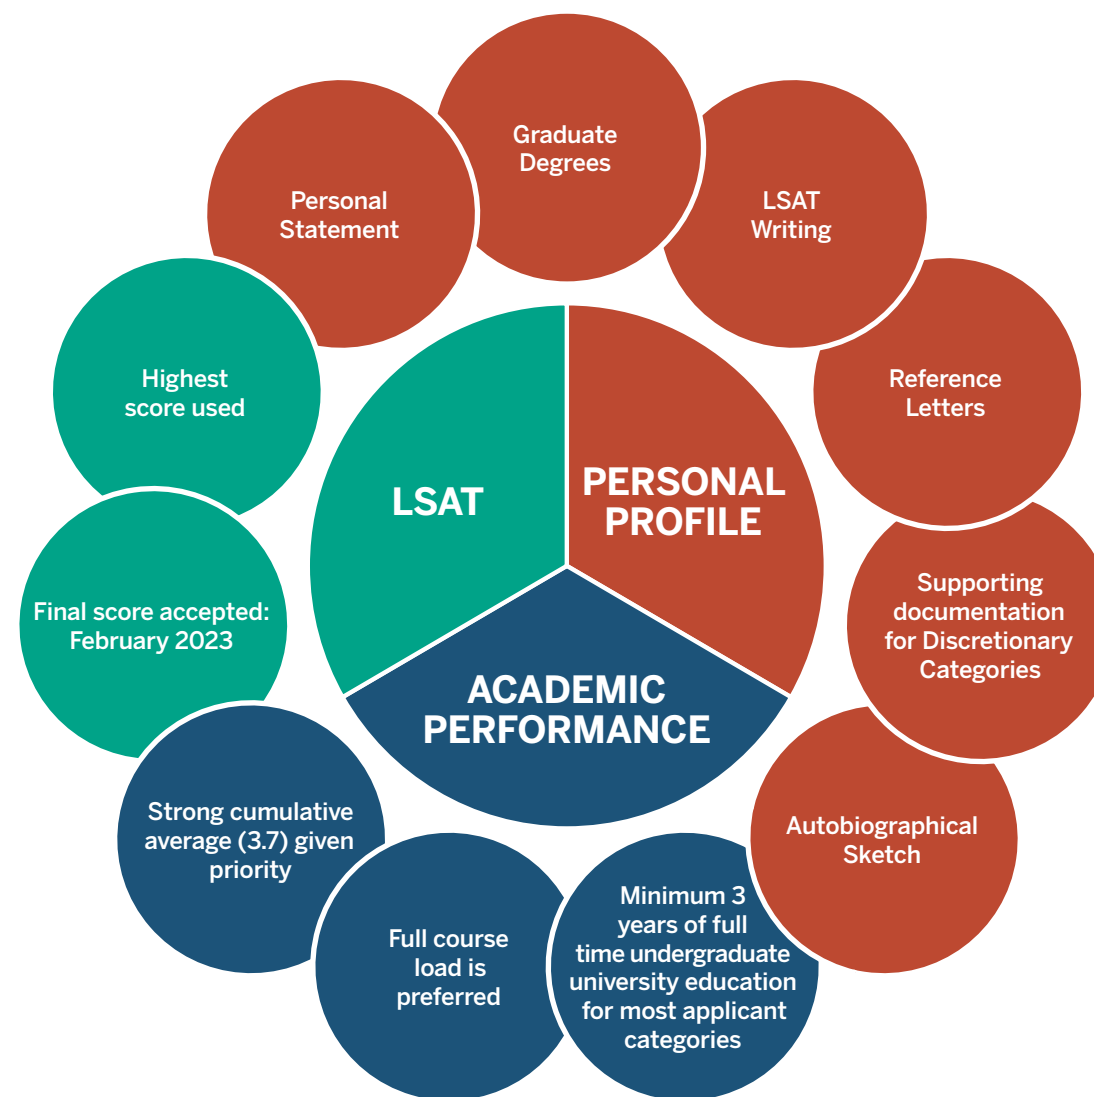 Graduate
Degrees
Personal
Statement
LSAT
Writing
Highest
score used
Reference
Letters
LSAT
PERSONAL
PROFILE
Final score accepted:
February 2023
Supporting
documentation
for Discretionary
Categories
ACADEMIC
PERFORMANCE
Strong cumulative
average (3.7) given
priority
Autobiographical
Sketch
Full course
load is
preferred
Minimum 3
years of full
time undergraduate
university education
for most applicant
categories